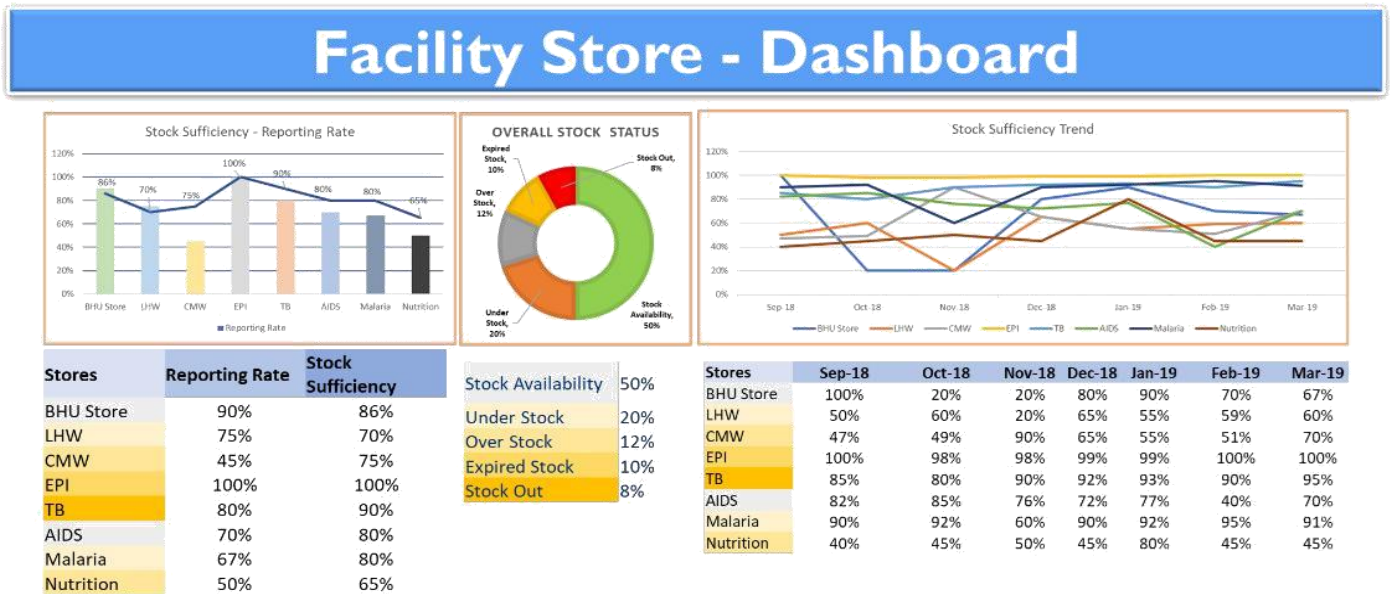 Facility Store - Dashboard
Stock Sufficiency - Reporting Rate
120%
100%
80%
60%
40%
20%
0%
86%
70%
75%
100%
90%
80%
80%
65%
BHU Store LHW CMW EPI TB AIDS Malaria Nutrition
Reporting Rate
OVERALL STOCK STATUS
Expired
Stock,
10%
Stock Out,
8%
Over
Stock,
12%
Under
Stock,
20%
Stock
Availability,
50%
Stock Sufficiency Trend
120%
100%
80%
60%
40%
20%
0%
Sep-18 Oct-18 Nov-18 Dec-18 Jan-19 Feb-19 Mar-19
BHU Store LHW CMW EPI TB AIDS Malaria Nutrition
Stores Reporting Rate Stock
Sufficiency
BHU Store 90% 86%
LHW 75% 70%
CMW 45% 75%
EPI 100% 100%
TB 80% 90%
AIDS 70% 80%
Malaria 67% 80%
Nutrition 50% 65%
Stock Availability 50%
Under Stock 20%
Over Stock 12%
Expired Stock 10%
Stock Out 8%
Stores Sep-18 Oct-18 Nov-18 Dec-18 Jan-19 Feb-19 Mar-19
BHU Store 100% 20% 20% 80% 90% 70% 67%
LHW 50% 60% 20% 65% 55% 59% 60%
CMW 47% 49% 90% 65% 55% 51% 70%
EPI 100% 98% 98% 99% 99% 100% 100%
TB 85% 80% 90% 92% 93% 90% 95%
AIDS 82% 85% 76% 72% 77% 40% 70%
Malaria 90% 92% 60% 90% 92% 95% 91%
Nutrition 40% 45% 50% 45% 80% 45% 45%